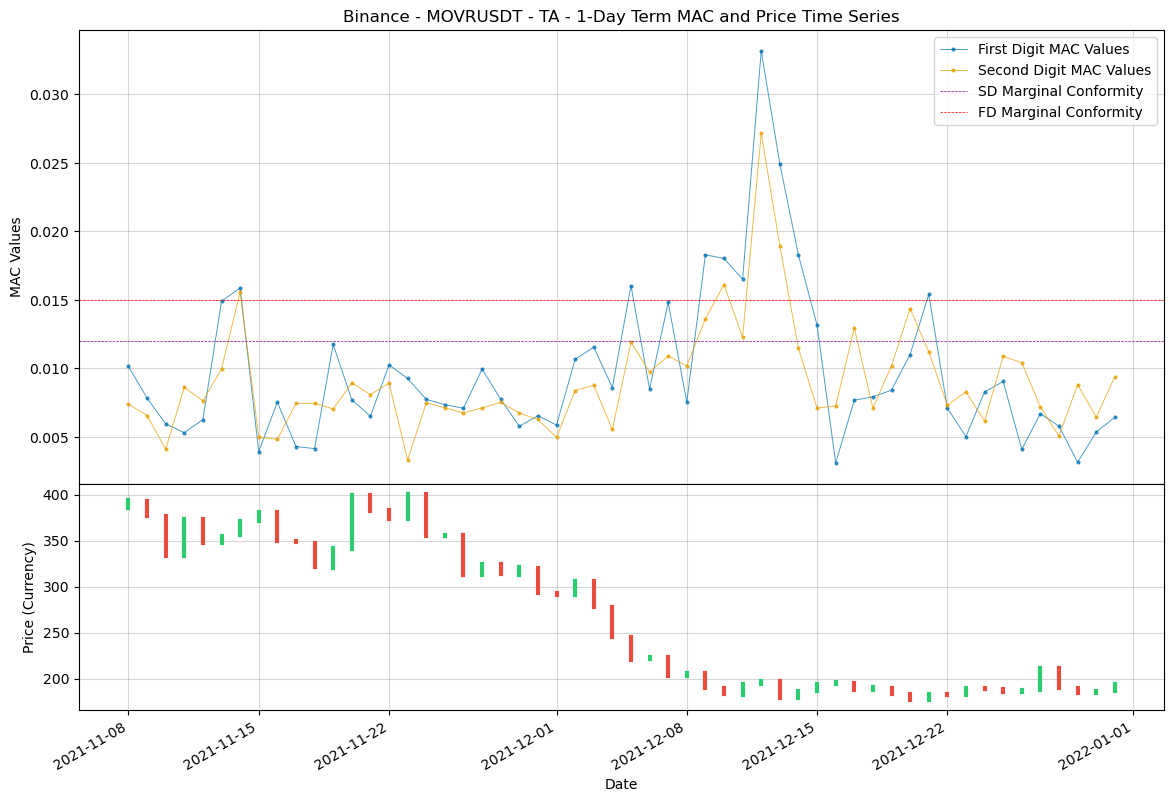 Binance - MOVRUSDT - TA - 1-Day Term MAC and Price Time Series
First Digit MAC Values
Second Digit MAC Values
SD Marginal Conformity
FD Marginal Conformity
MAC Values
0.030
0.025
0.020
0.015
0.010
0.005
Price (Currency)
400
350
300
250
200
2021-11-08
2021-11-15
2021-11-22
2021-12-01
2021-12-08
2021-12-15
2021-12-22
2022-01-01
Date